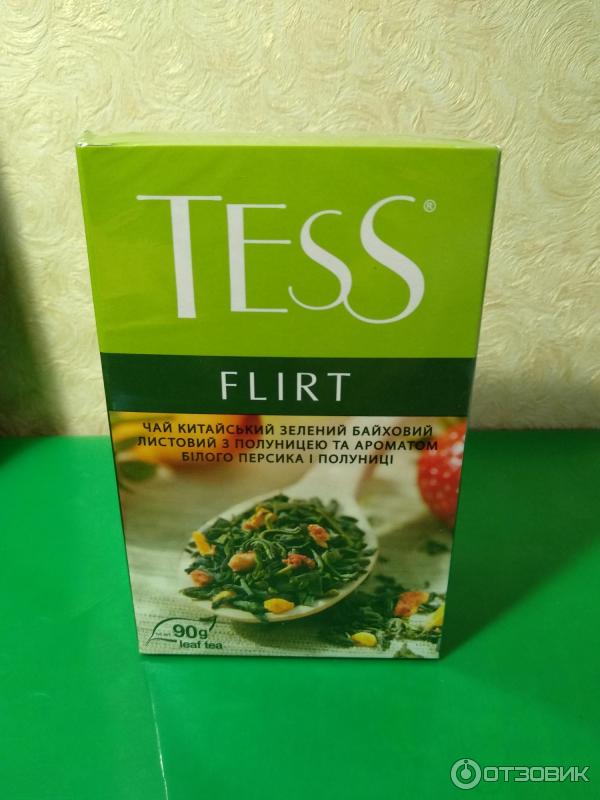 TESS®
FLIRT
ЧАЙ КИТАЙСЬКИЙ ЗЕЛЕНИЙ БАЙХОВИЙ
ЛИСТОВИЙ З ПОЛУНИЦЕЮ ТА АРОМАТОМ
БІЛОГО ПЕРСИКА І ПОЛУНИЦІ
90g
leaf tea
ОТЗОВИК